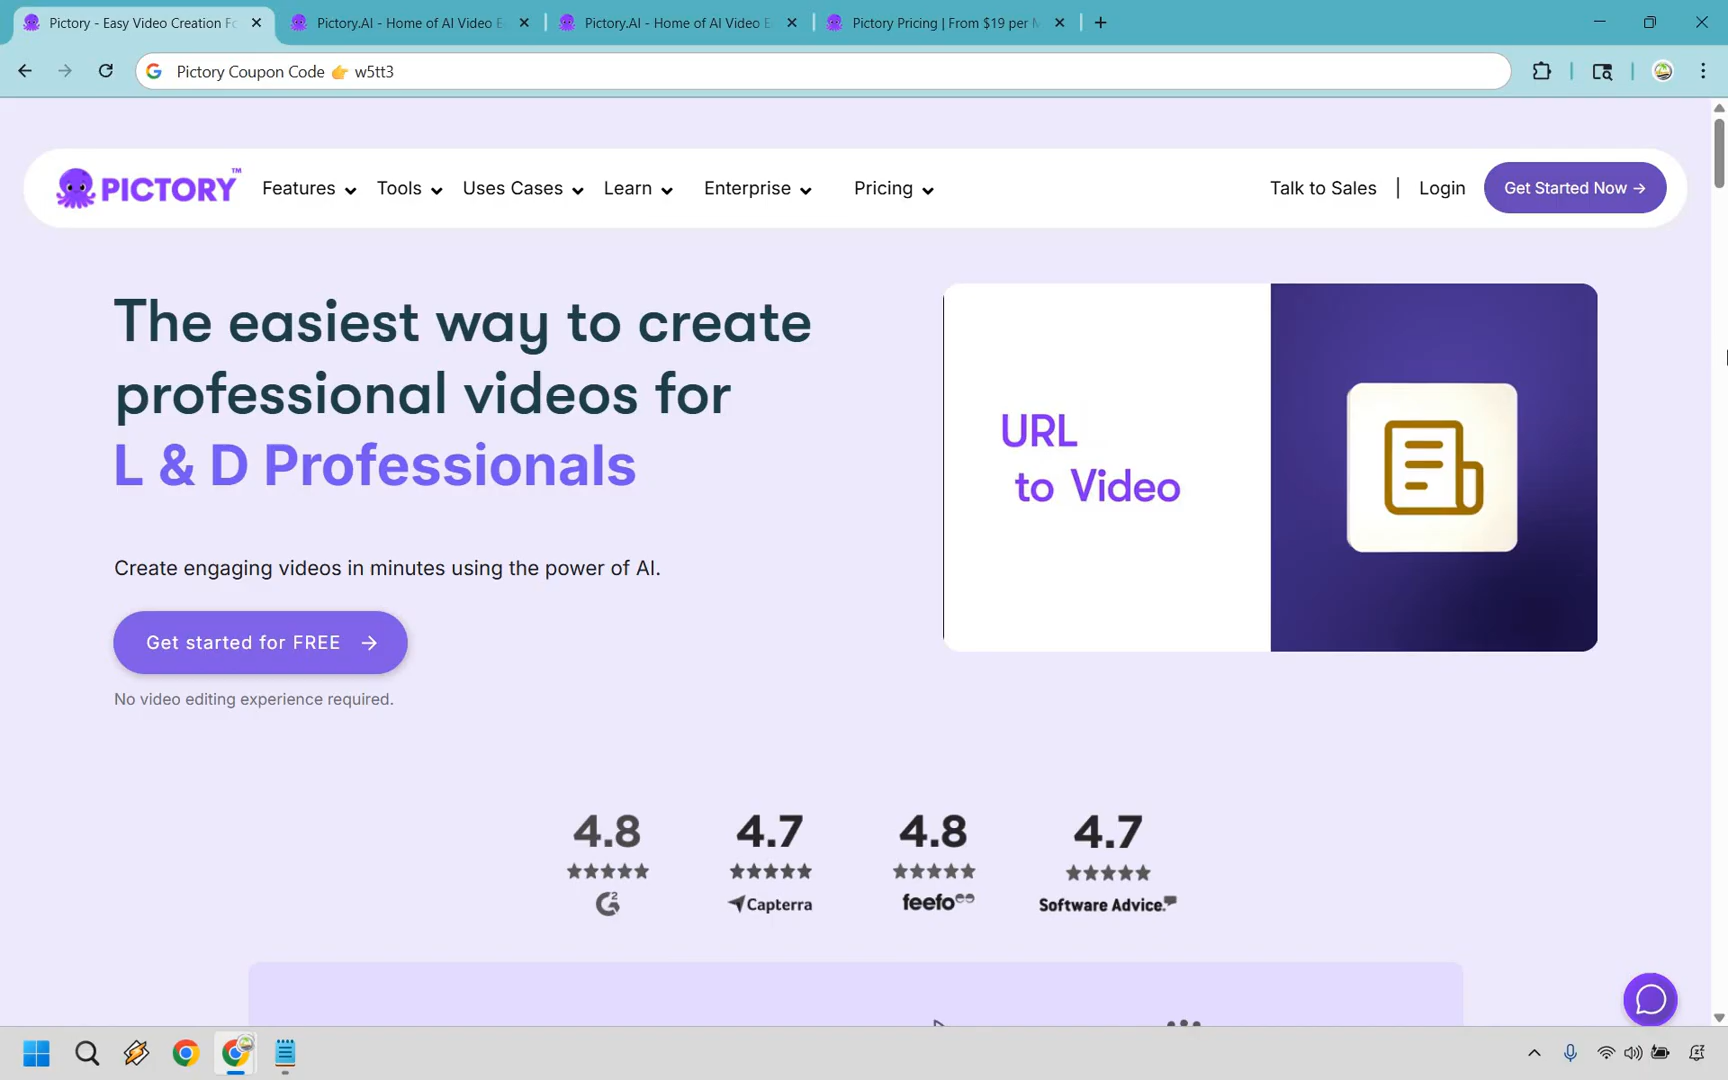 Pictory - Easy Video Creation Fo
Pictory.AI - Home of AI Video E
Pictory.AI - Home of AI Video E
Pictory Pricing | From $19 per M
Pictory Coupon Code 👉 w5tt3
PICTORY™
Features
Tools
Uses Cases
Learn
Enterprise
Pricing
Talk to Sales
Login
Get Started Now →
The easiest way to create
professional videos for
L & D Professionals
Create engaging videos in minutes using the power of AI.
Get started for FREE →
No video editing experience required.
URL
to Video
4.8
4.7
4.8
4.7
G2
Capterra
feefo
Software Advice.